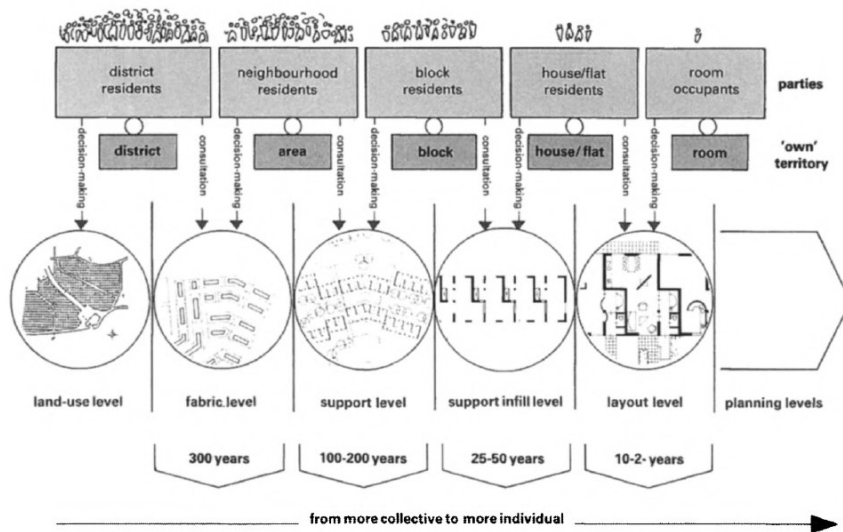 district
residents
neighbourhood
residents
block
residents
house/flat
residents
room
occupants
parties
district
area
block
house/flat
room
'own'
territory
decision-making
consultation
decision-making
consultation
decision-making
consultation
decision-making
consultation
decision-making
land-use level
fabric level
support level
support infill level
layout level
planning levels
300 years
100-200 years
25-50 years
10-2- years
from more collective to more individual